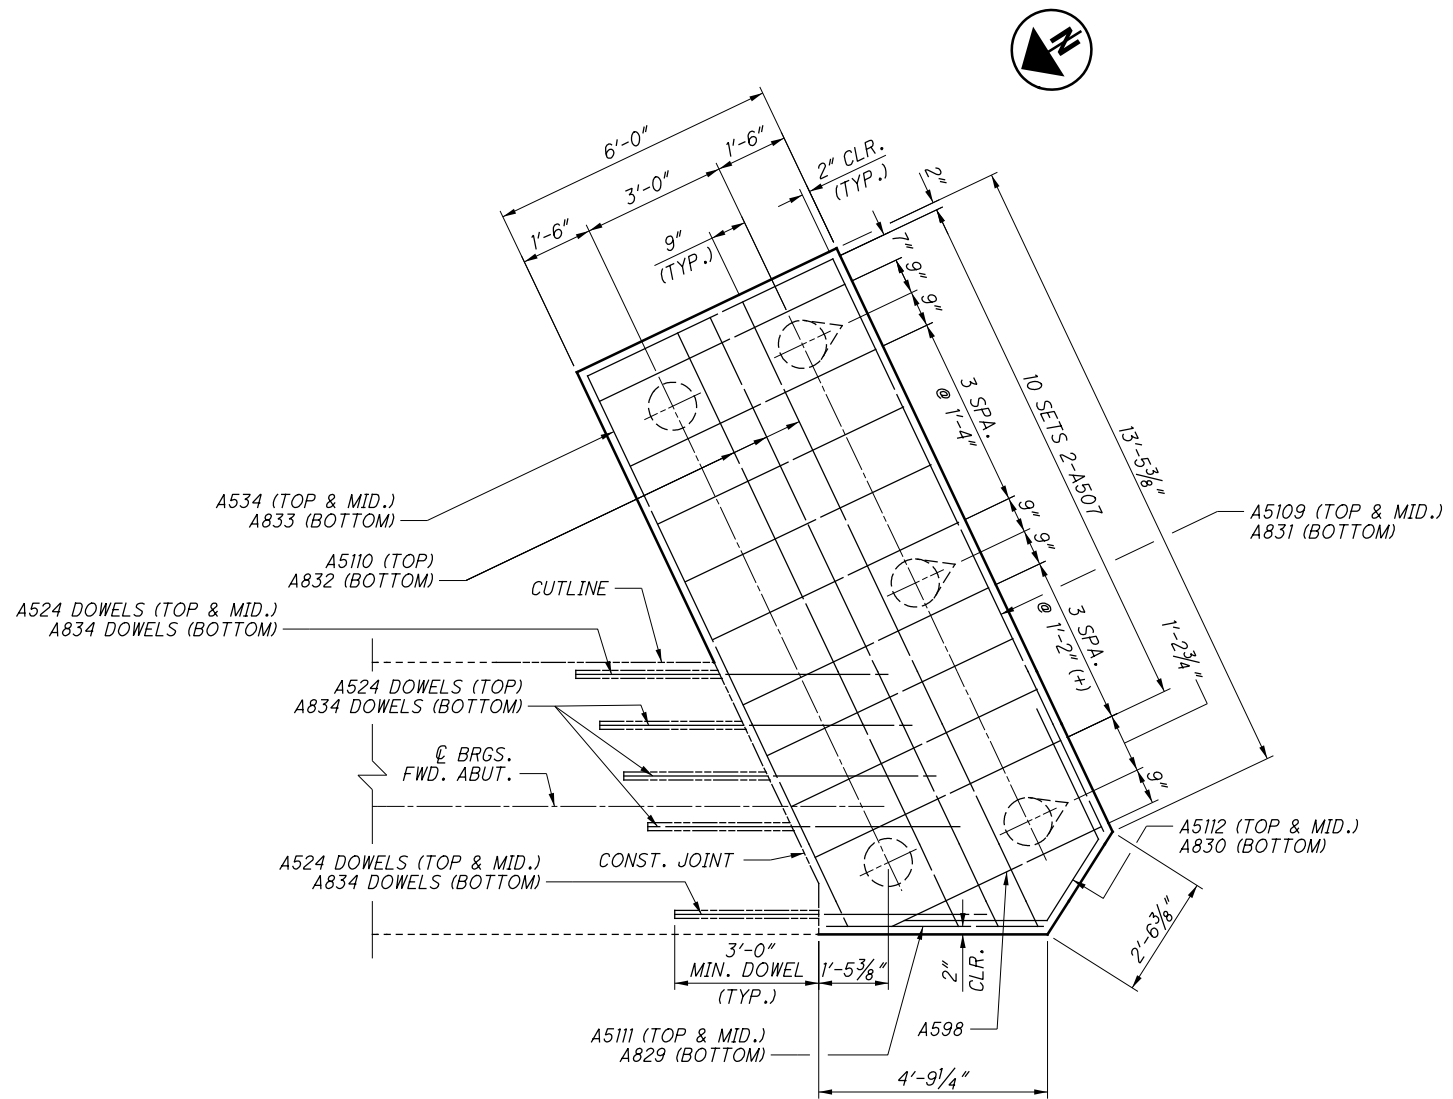 N
6'-0"
1'-6"
3'-0"
1'-6"
9"
(TYP.)
2" CLR.
(TYP.)
2"
7"
9"
9"
3 SPA.
@ 1'-4"
10 SETS 2-A507
13'-5 3/8"
9"
9"
3 SPA.
@ 1'-2" (+)
1'-2 3/4"
9"
A534 (TOP & MID.)
A833 (BOTTOM)
A5110 (TOP)
A832 (BOTTOM)
A5109 (TOP & MID.)
A831 (BOTTOM)
CUTLINE
A524 DOWELS (TOP & MID.)
A834 DOWELS (BOTTOM)
A524 DOWELS (TOP)
A834 DOWELS (BOTTOM)
℄ BRGS.
FWD. ABUT.
CONST. JOINT
A524 DOWELS (TOP & MID.)
A834 DOWELS (BOTTOM)
A5112 (TOP & MID.)
A830 (BOTTOM)
2'-6 3/8"
3'-0"
MIN. DOWEL
(TYP.)
1'-5 3/8"
2"
CLR.
A5111 (TOP & MID.)
A829 (BOTTOM)
A598
4'-9 1/4"